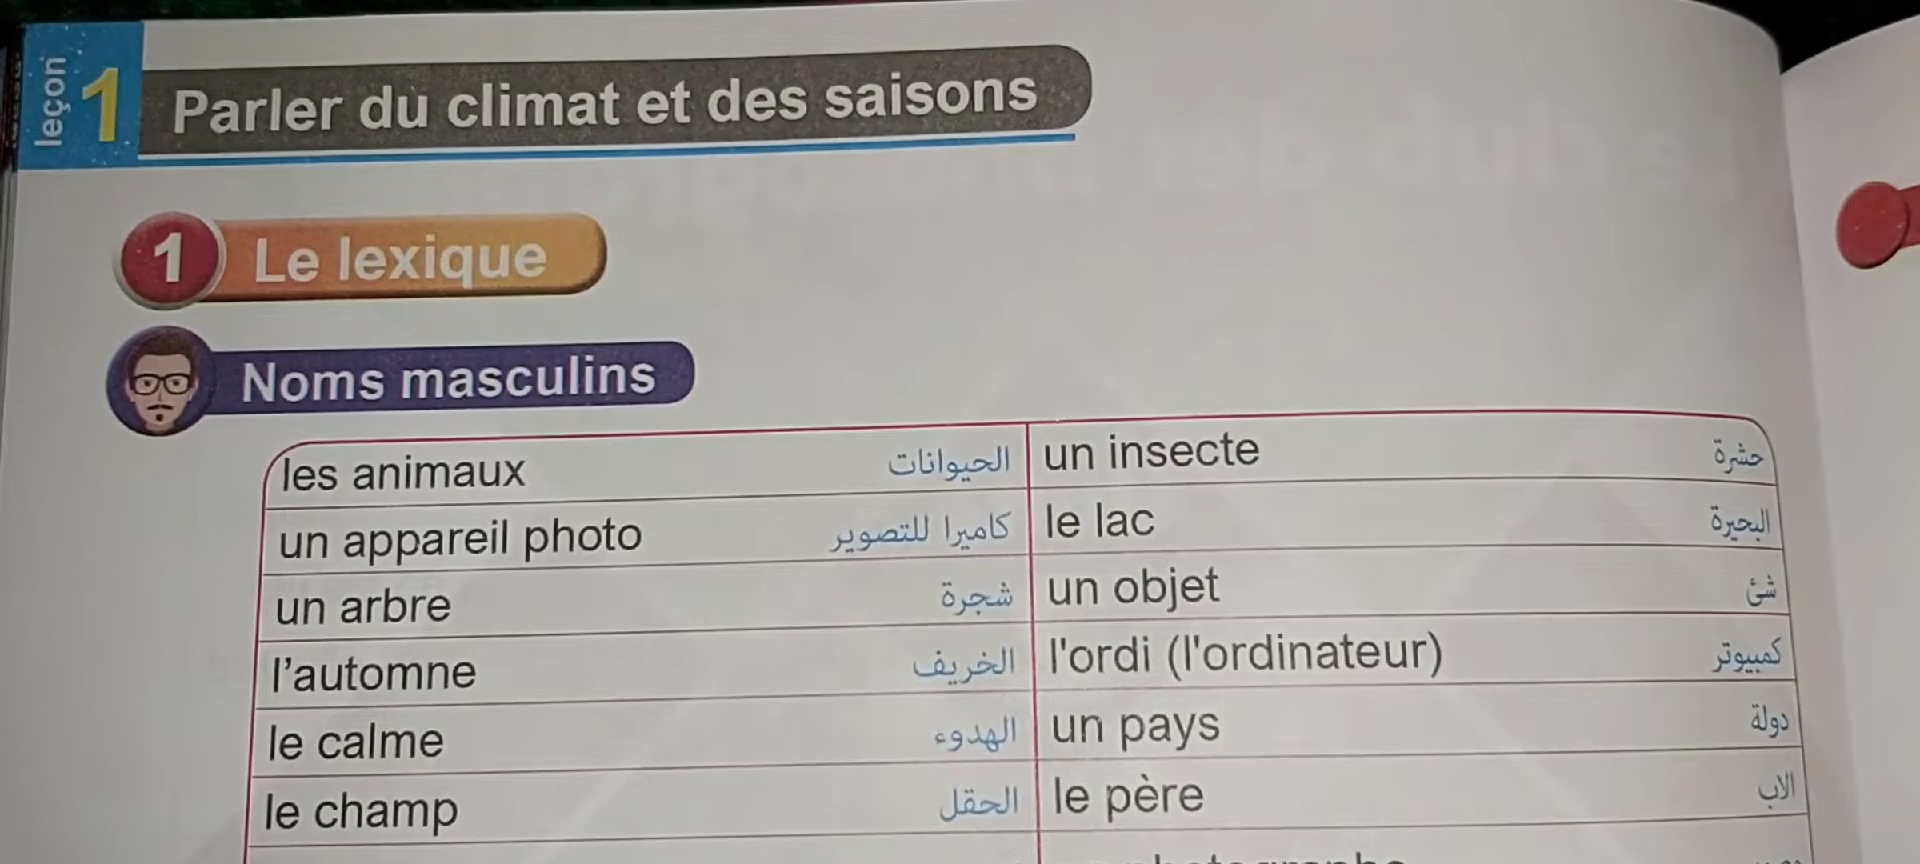 leçon 1 Parler du climat et des saisons
1 Le lexique
Noms masculins
les animaux الحيوانات un insecte حشرة
un appareil photo كاميرا للتصوير le lac البحيرة
un arbre شجرة un objet شئ
l’automne الخريف l'ordi (l'ordinateur) كمبيوتر
le calme الهدوء un pays دولة
le champ الحقل le père الاب